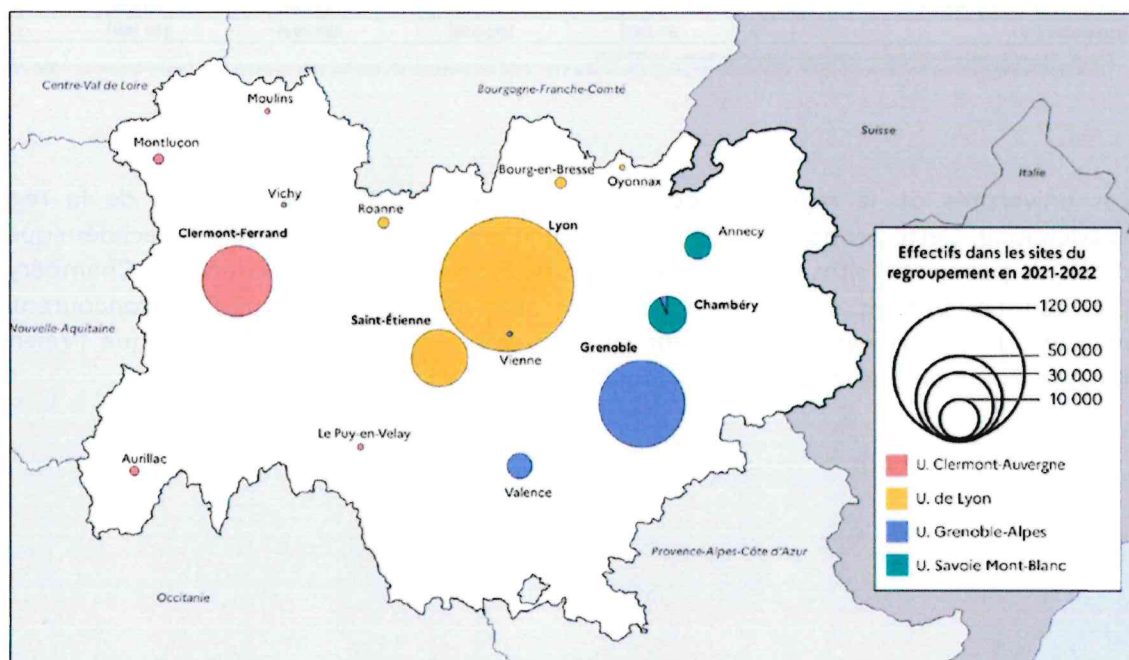 Centre-Val de Loire
Bourgogne-Franche-Comté
Suisse
Italie
Moulins
Montluçon
Bourg-en-Bresse
Oyonnax
Vichy
Roanne
Clermont-Ferrand
Lyon
Annecy
Nouvelle-Aquitaine
Saint-Étienne
Chambéry
Vienne
Grenoble
Le Puy-en-Velay
Aurillac
Valence
Provence-Alpes-Côte d'Azur
Occitanie
Effectifs dans les sites du
regroupement en 2021-2022
120 000
50 000
30 000
10 000
U. Clermont-Auvergne
U. de Lyon
U. Grenoble-Alpes
U. Savoie Mont-Blanc